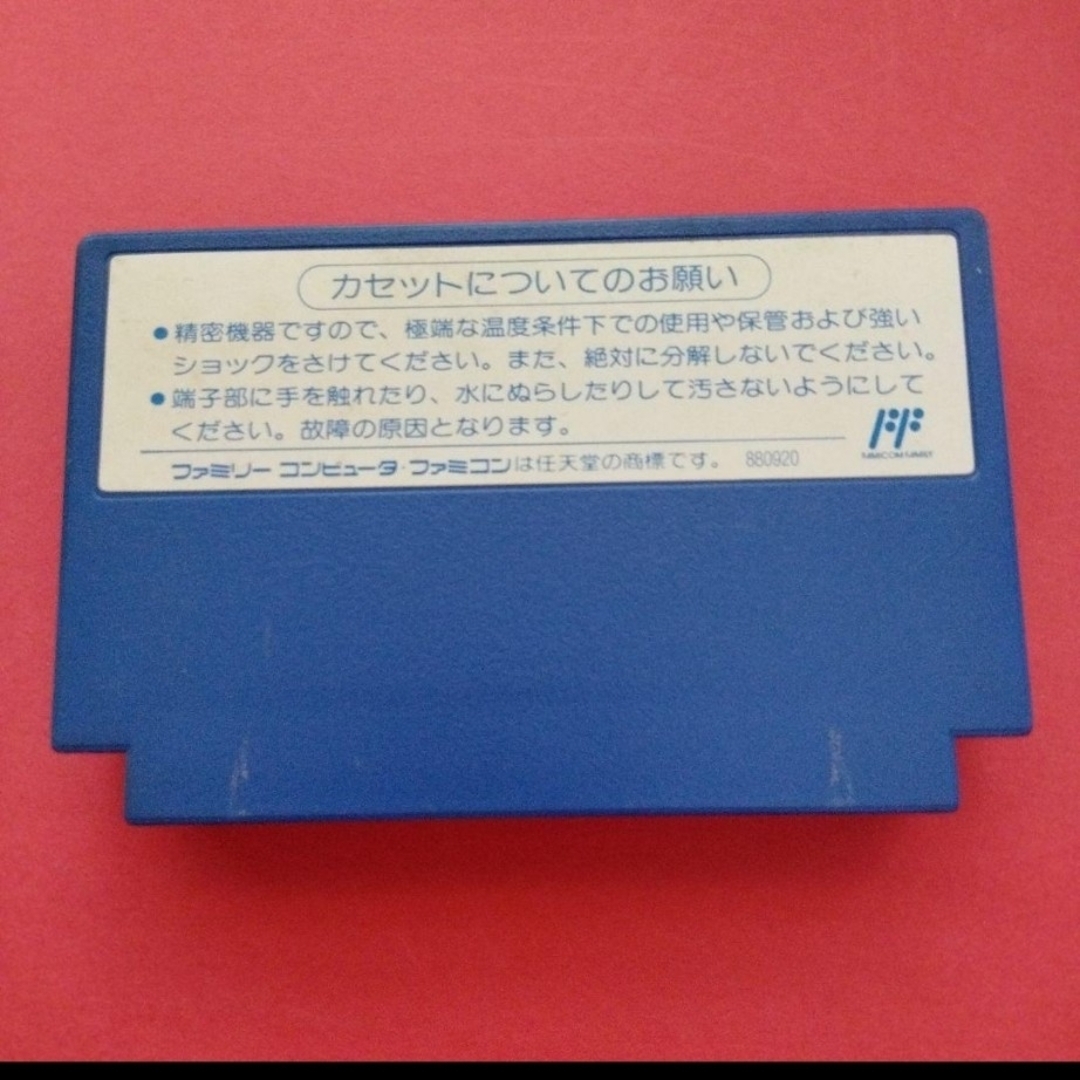 カセットについてのお願い
●精密機器ですので、極端な温度条件下での使用や保管および強い
ショックをさけてください。また、絶対に分解しないでください。
●端子部に手を触れたり、水にぬらしたりして汚さないようにして
ください。故障の原因となります。
FF
FAMICOM FAMILY
ファミリー コンピュータ・ファミコンは任天堂の商標です。 880920